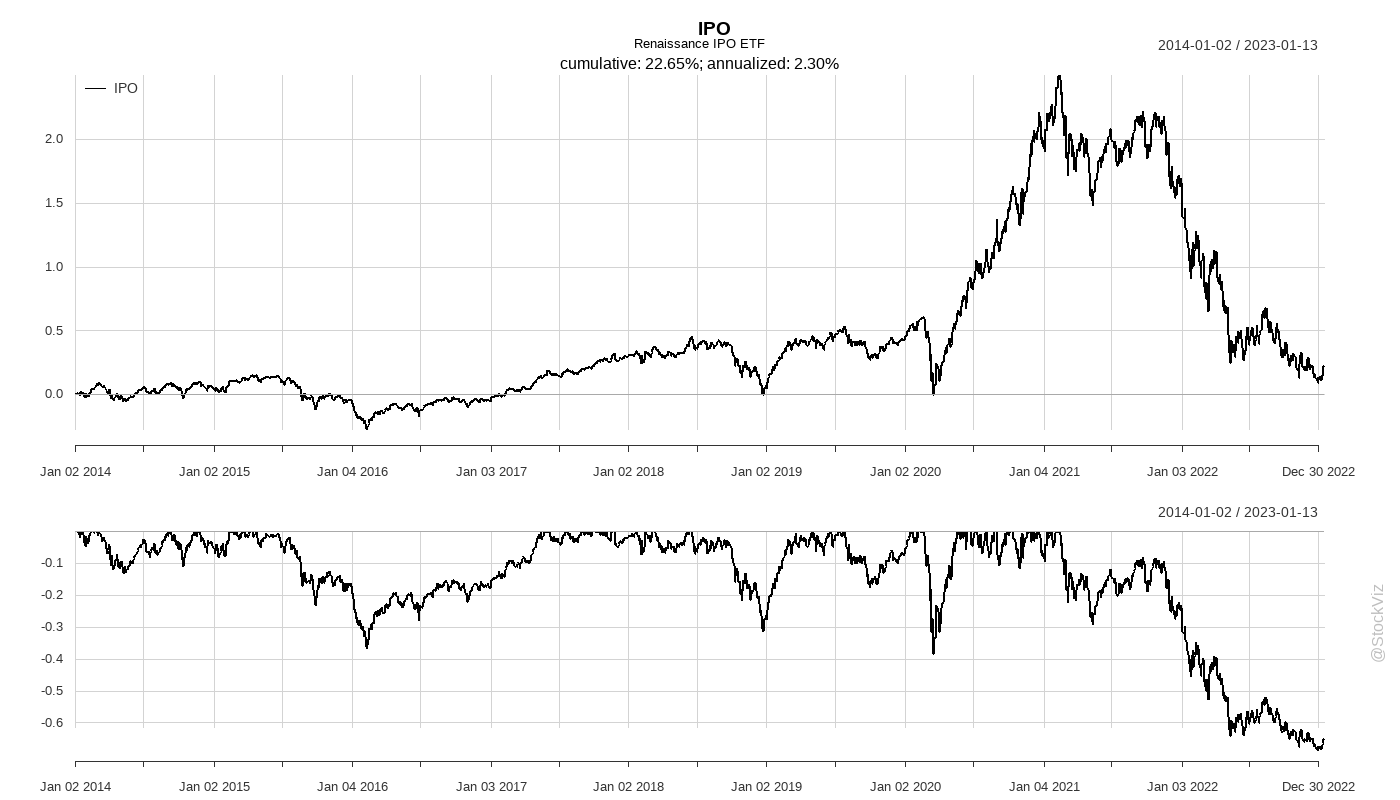 IPO
Renaissance IPO ETF
cumulative: 22.65%; annualized: 2.30%
2014-01-02 / 2023-01-13
IPO
2.0
1.5
1.0
0.5
0.0
Jan 02 2014 Jan 02 2015 Jan 04 2016 Jan 03 2017 Jan 02 2018 Jan 02 2019 Jan 02 2020 Jan 04 2021 Jan 03 2022 Dec 30 2022
2014-01-02 / 2023-01-13
-0.1
-0.2
-0.3
-0.4
-0.5
-0.6
Jan 02 2014 Jan 02 2015 Jan 04 2016 Jan 03 2017 Jan 02 2018 Jan 02 2019 Jan 02 2020 Jan 04 2021 Jan 03 2022 Dec 30 2022
@StockViz